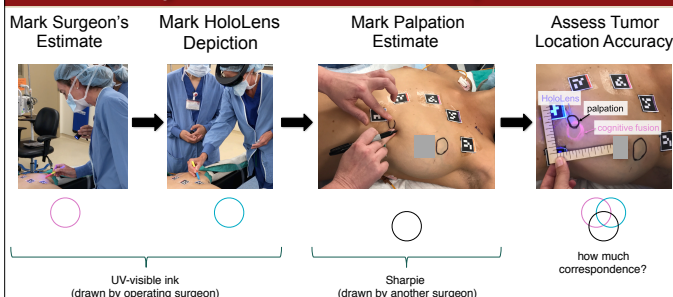 Mark Surgeon's
Estimate
Mark HoloLens
Depiction
Mark Palpation
Estimate
Assess Tumor
Location Accuracy
HoloLens
palpation
cognitive fusion
how much
correspondence?
UV-visible ink
(drawn by operating surgeon)
Sharpie
(drawn by another surgeon)